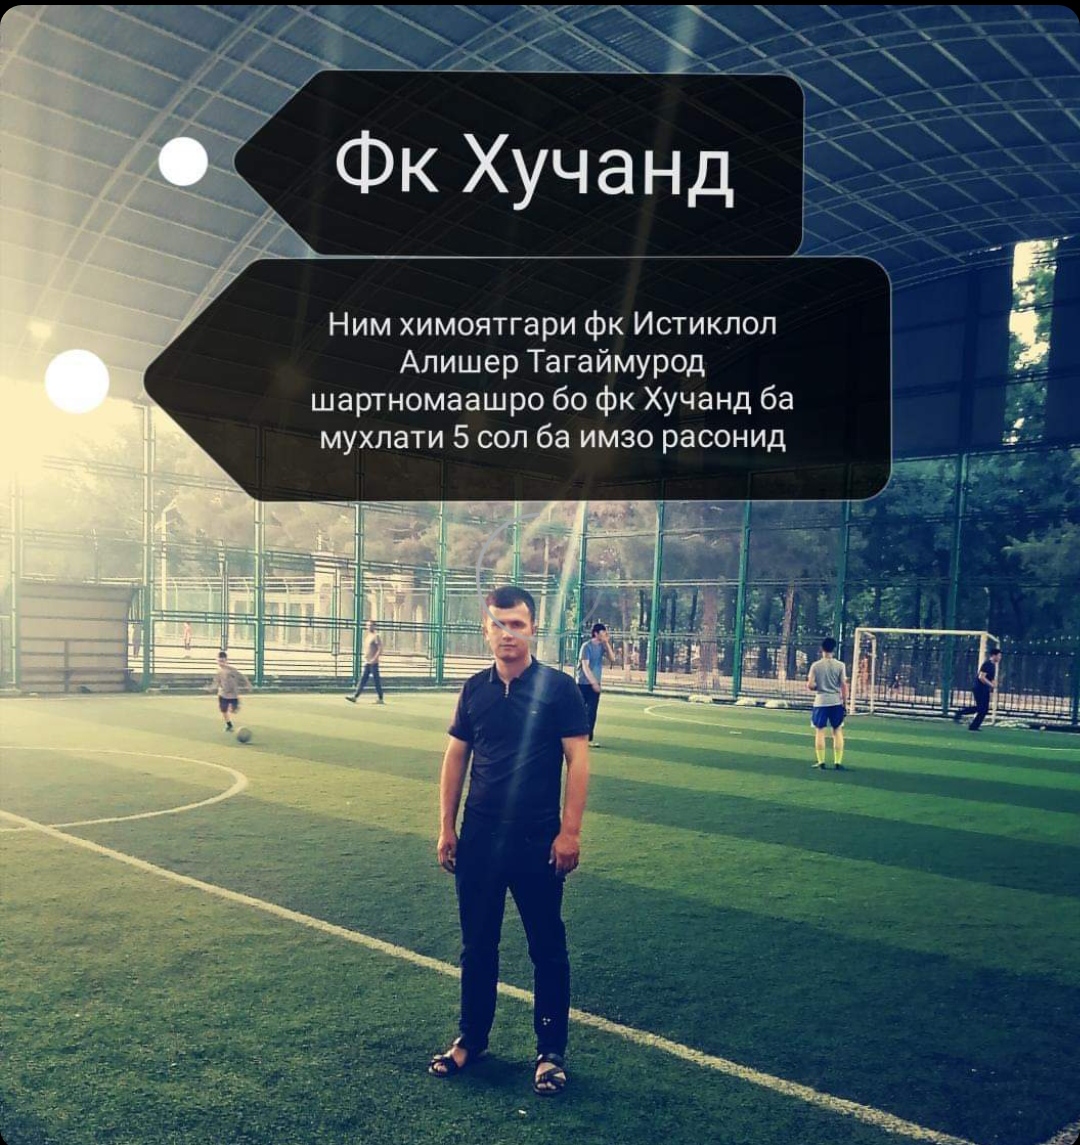 Фк Хучанд
Ним химоятгари фк Истиклол
Алишер Тагаймурод
шартномаашро бо фк Хучанд ба
мухлати 5 сол ба имзо расонид